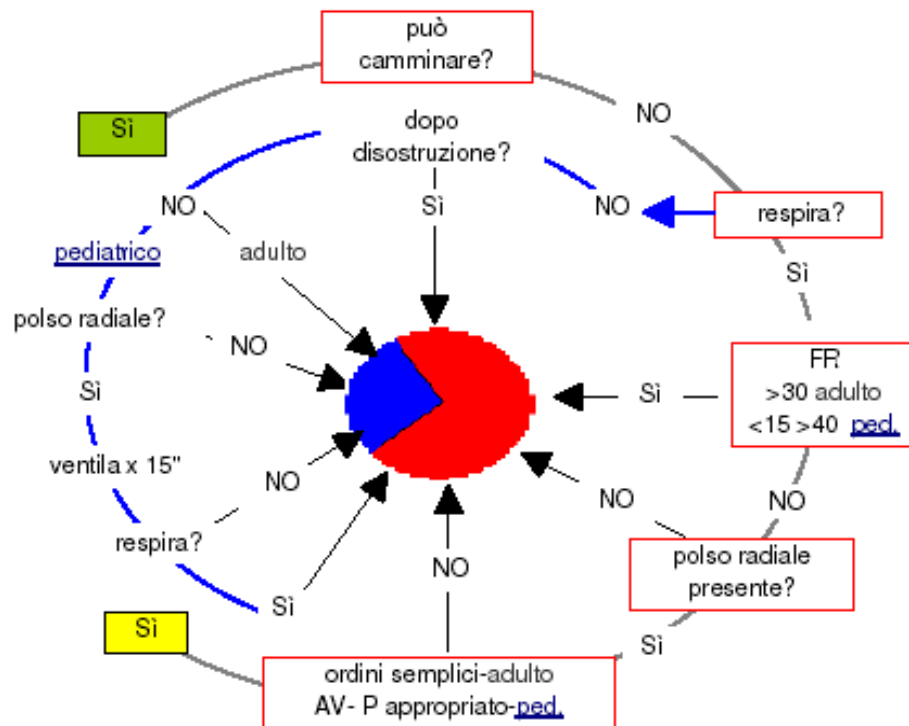 può
camminare?
Sì
NO
dopo
disostruzione?
NO
Sì
NO
respira?
pediatrico
adulto
Sì
polso radiale?
NO
FR.
>30 adulto
<15 >40 ped.
Sì
Sì
ventila x 15"
NO
NO
NO
respira?
NO
polso radiale
presente?
Sì
Sì
Sì
ordini semplici-adulto
AV- P appropriato-ped.